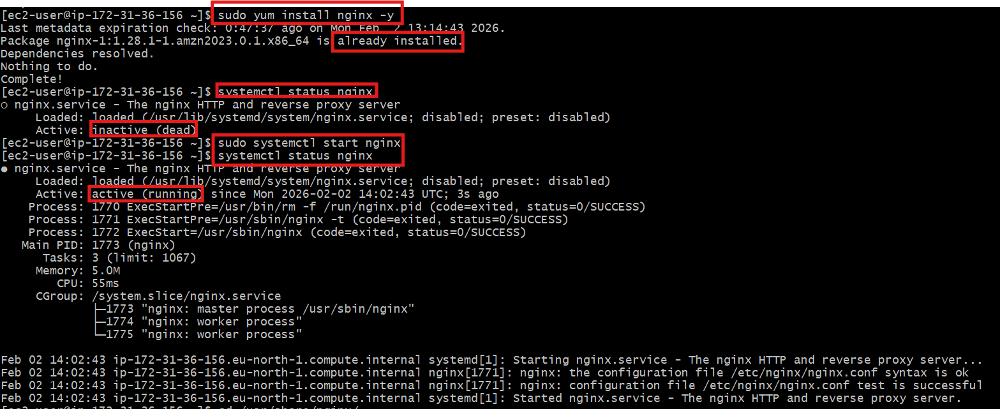 [ec2-user@ip-172-31-36-156 ~]$ sudo yum install nginx -y
Last metadata expiration check: 0:47:37 ago on Mon Feb  2 13:14:43 2026.
Package nginx-1:1.28.1-1.amzn2023.0.1.x86_64 is already installed.
Dependencies resolved.
Nothing to do.
Complete!
[ec2-user@ip-172-31-36-156 ~]$ systemctl status nginx
○ nginx.service - The nginx HTTP and reverse proxy server
     Loaded: loaded (/usr/lib/systemd/system/nginx.service; disabled; preset: disabled)
     Active: inactive (dead)
[ec2-user@ip-172-31-36-156 ~]$ sudo systemctl start nginx
[ec2-user@ip-172-31-36-156 ~]$ systemctl status nginx
● nginx.service - The nginx HTTP and reverse proxy server
     Loaded: loaded (/usr/lib/systemd/system/nginx.service; disabled; preset: disabled)
     Active: active (running) since Mon 2026-02-02 14:02:43 UTC; 3s ago
    Process: 1770 ExecStartPre=/usr/bin/rm -f /run/nginx.pid (code=exited, status=0/SUCCESS)
    Process: 1771 ExecStartPre=/usr/sbin/nginx -t (code=exited, status=0/SUCCESS)
    Process: 1772 ExecStart=/usr/sbin/nginx (code=exited, status=0/SUCCESS)
   Main PID: 1773 (nginx)
      Tasks: 3 (limit: 1067)
     Memory: 5.0M
        CPU: 55ms
     CGroup: /system.slice/nginx.service
             ├─1773 "nginx: master process /usr/sbin/nginx"
             ├─1774 "nginx: worker process"
             └─1775 "nginx: worker process"
Feb 02 14:02:43 ip-172-31-36-156.eu-north-1.compute.internal systemd[1]: Starting nginx.service - The nginx HTTP and reverse proxy server...
Feb 02 14:02:43 ip-172-31-36-156.eu-north-1.compute.internal nginx[1771]: nginx: the configuration file /etc/nginx/nginx.conf syntax is ok
Feb 02 14:02:43 ip-172-31-36-156.eu-north-1.compute.internal nginx[1771]: nginx: configuration file /etc/nginx/nginx.conf test is successful
Feb 02 14:02:43 ip-172-31-36-156.eu-north-1.compute.internal systemd[1]: Started nginx.service - The nginx HTTP and reverse proxy server.
[ec2-user@ip-172-31-36-156 ~]$ cd /usr/share/nginx/